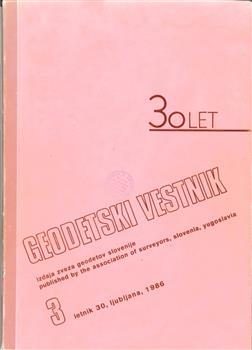 30 LET
GEODETSKI VESTNIK
izdaja zveza geodetov slovenije
published by the association of surveyors, slovenia, yugoslavia
3 letnik 30, ljubljana, 1986